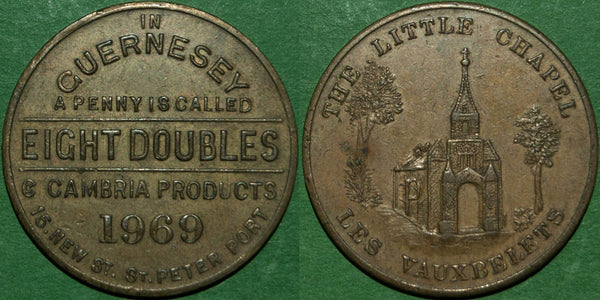 IN
GUERNESEY
A PENNY IS CALLED
EIGHT DOUBLES
© CAMBRIA PRODUCTS
1969
15. NEW ST. ST. PETER PORT
THE LITTLE CHAPEL
LES VAUXBELETS